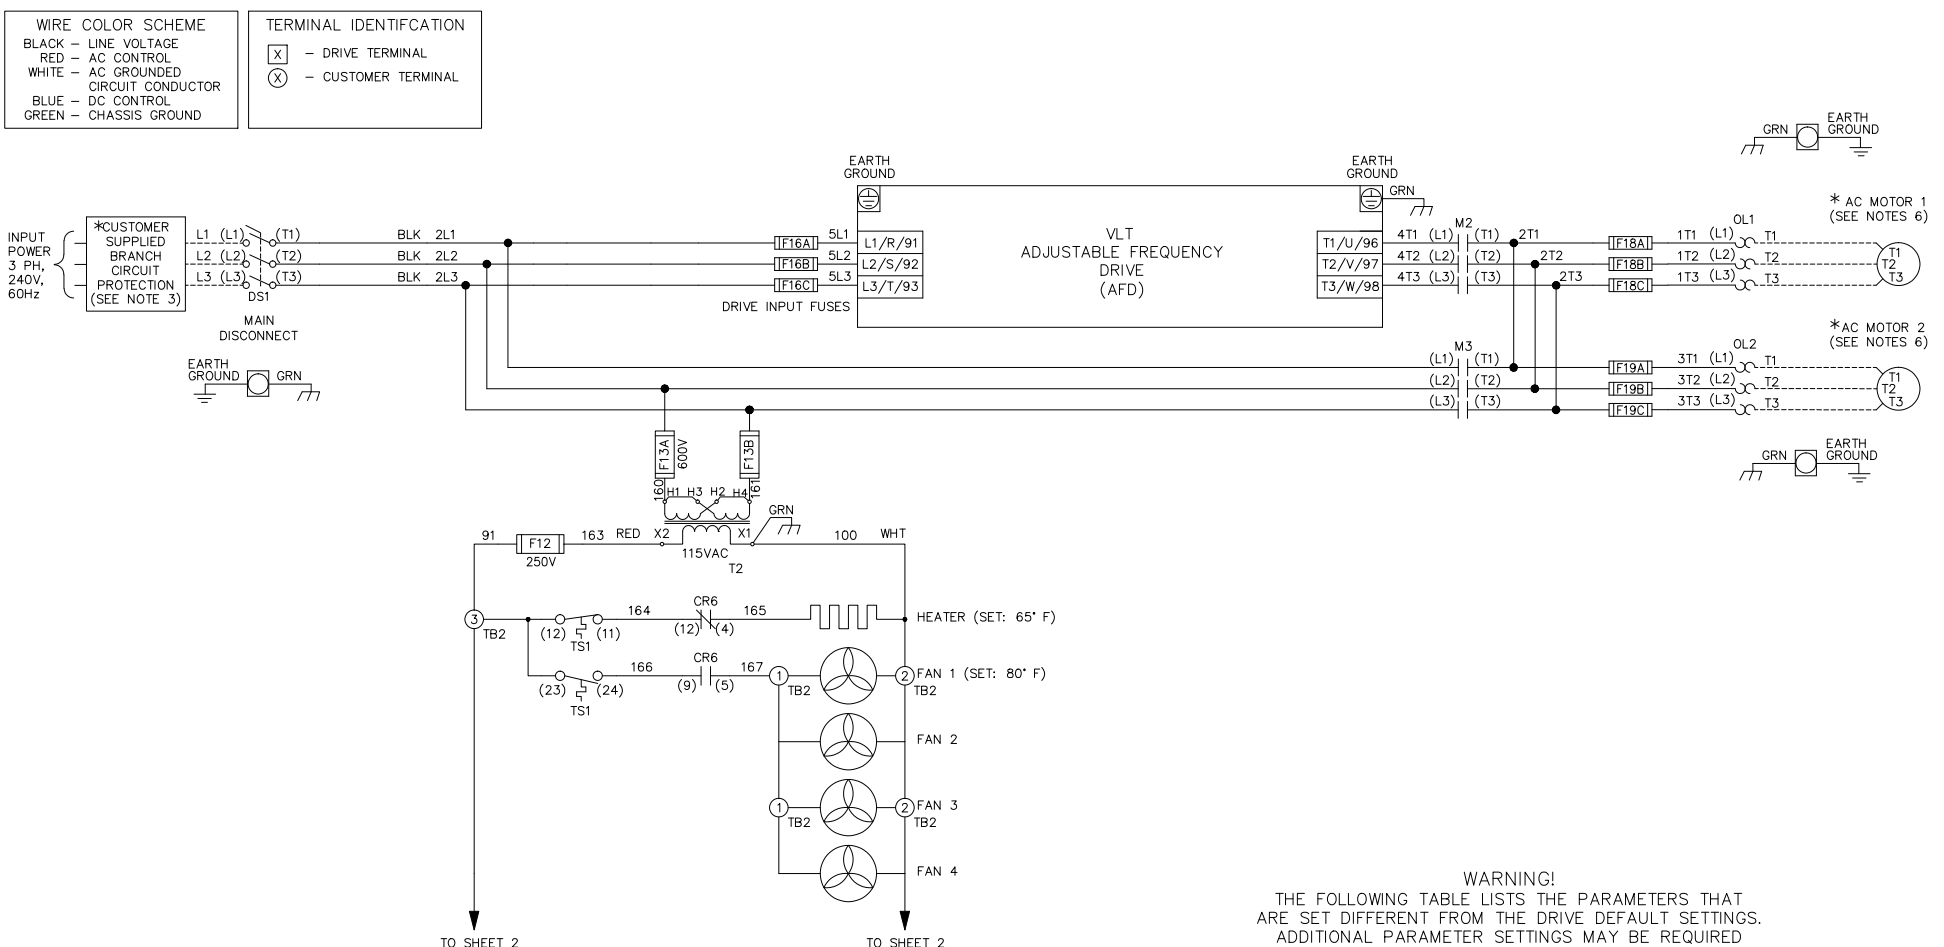 WIRE COLOR SCHEME
BLACK – LINE VOLTAGE
RED – AC CONTROL
WHITE – AC GROUNDED
CIRCUIT CONDUCTOR
BLUE – DC CONTROL
GREEN – CHASSIS GROUND
TERMINAL IDENTIFCATION
X – DRIVE TERMINAL
X – CUSTOMER TERMINAL
INPUT
POWER
3 PH,
240V,
60Hz
*CUSTOMER
SUPPLIED
BRANCH
CIRCUIT
PROTECTION
(SEE NOTE 3)
L1 (L1) (T1)
L2 (L2) (T2)
L3 (L3) (T3)
DS1
MAIN
DISCONNECT
EARTH
GROUND
GRN
BLK 2L1
BLK 2L2
BLK 2L3
F16A 5L1
F16B 5L2
F16C 5L3
DRIVE INPUT FUSES
EARTH
GROUND
L1/R/91
L2/S/92
L3/T/93
VLT
ADJUSTABLE FREQUENCY
DRIVE
(AFD)
EARTH
GROUND
GRN
T1/U/96
T2/V/97
T3/W/98
M2
4T1 (L1) (T1) 2T1
4T2 (L2) (T2) 2T2
4T3 (L3) (T3) 2T3
GRN
EARTH
GROUND
* AC MOTOR 1
(SEE NOTES 6)
OL1
F18A 1T1 (L1) T1
F18B 1T2 (L2) T2
F18C 1T3 (L3) T3
T1
T2
T3
M3
(L1) (T1)
(L2) (T2)
(L3) (T3)
*AC MOTOR 2
(SEE NOTES 6)
OL2
F19A 3T1 (L1) T1
F19B 3T2 (L2) T2
F19C 3T3 (L3) T3
T1
T2
T3
GRN
EARTH
GROUND
F13A
600V
F13B
160
H1 H3 H2 H4
161
GRN
91
F12
250V
163 RED X2
X1
115VAC
T2
100 WHT
3
TB2
(12) (11)
TS1
164
CR6
(12) (4)
165
HEATER (SET: 65° F)
(23) (24)
TS1
166
CR6
(9) (5)
167
1
TB2
2
TB2
FAN 1 (SET: 80° F)
FAN 2
1
TB2
2
TB2
FAN 3
FAN 4
TO SHEET 2
TO SHEET 2
WARNING!
THE FOLLOWING TABLE LISTS THE PARAMETERS THAT
ARE SET DIFFERENT FROM THE DRIVE DEFAULT SETTINGS.
ADDITIONAL PARAMETER SETTINGS MAY BE REQUIRED